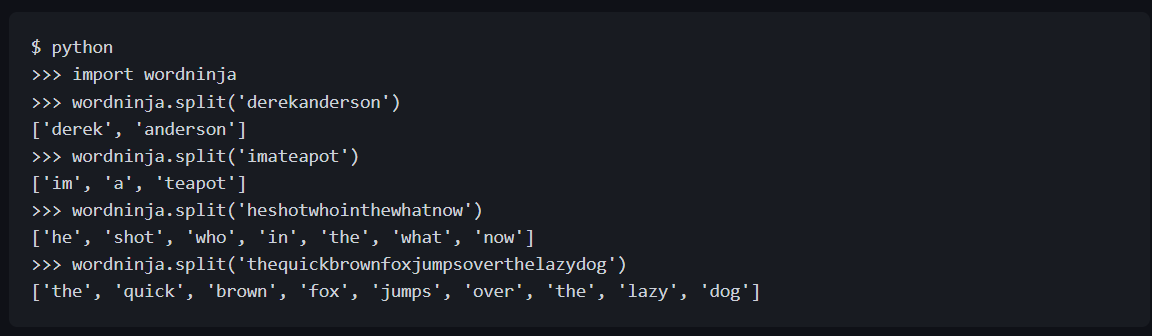 $ python
>>> import wordninja
>>> wordninja.split('derekanderson')
['derek', 'anderson']
>>> wordninja.split('imateapot')
['im', 'a', 'teapot']
>>> wordninja.split('heshotwhointhewhatnow')
['he', 'shot', 'who', 'in', 'the', 'what', 'now']
>>> wordninja.split('thequickbrownfoxjumpsoverthelazydog')
['the', 'quick', 'brown', 'fox', 'jumps', 'over', 'the', 'lazy', 'dog']